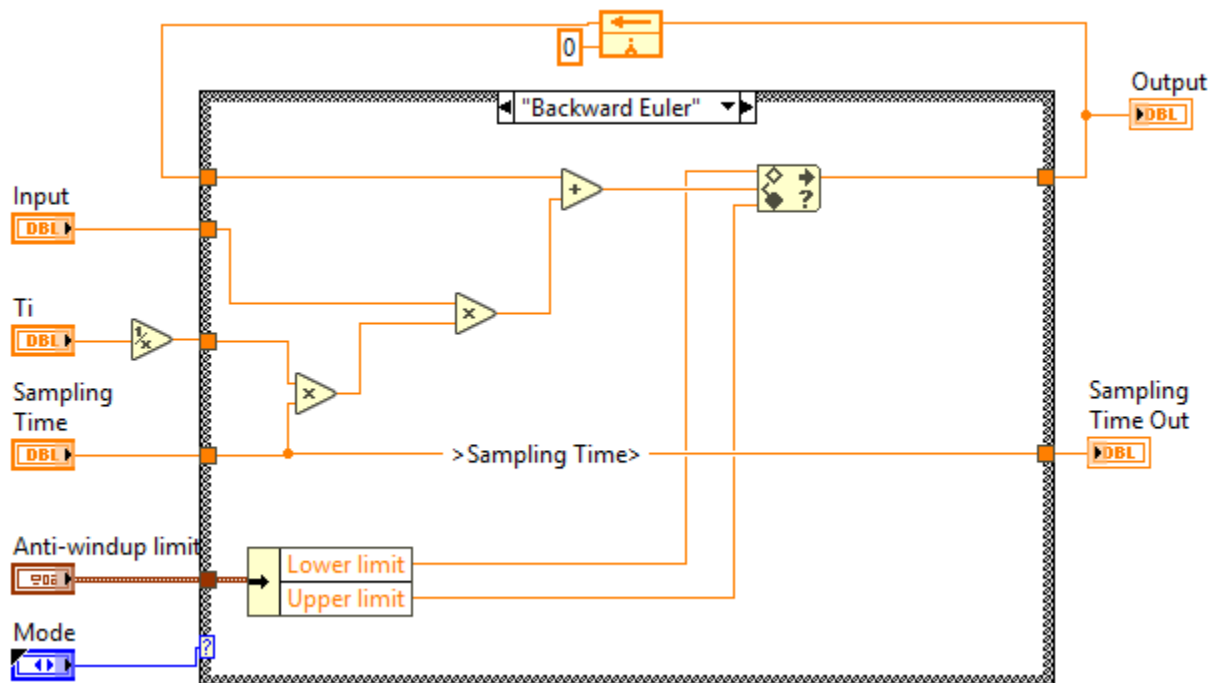 0
"Backward Euler"
Output
DBL
+
?
Input
DBL
x
Ti
DBL
1/x
x
Sampling
Time
DBL
>Sampling Time>
Sampling
Time Out
DBL
Anti-windup limit
Lower limit
Upper limit
Mode
?